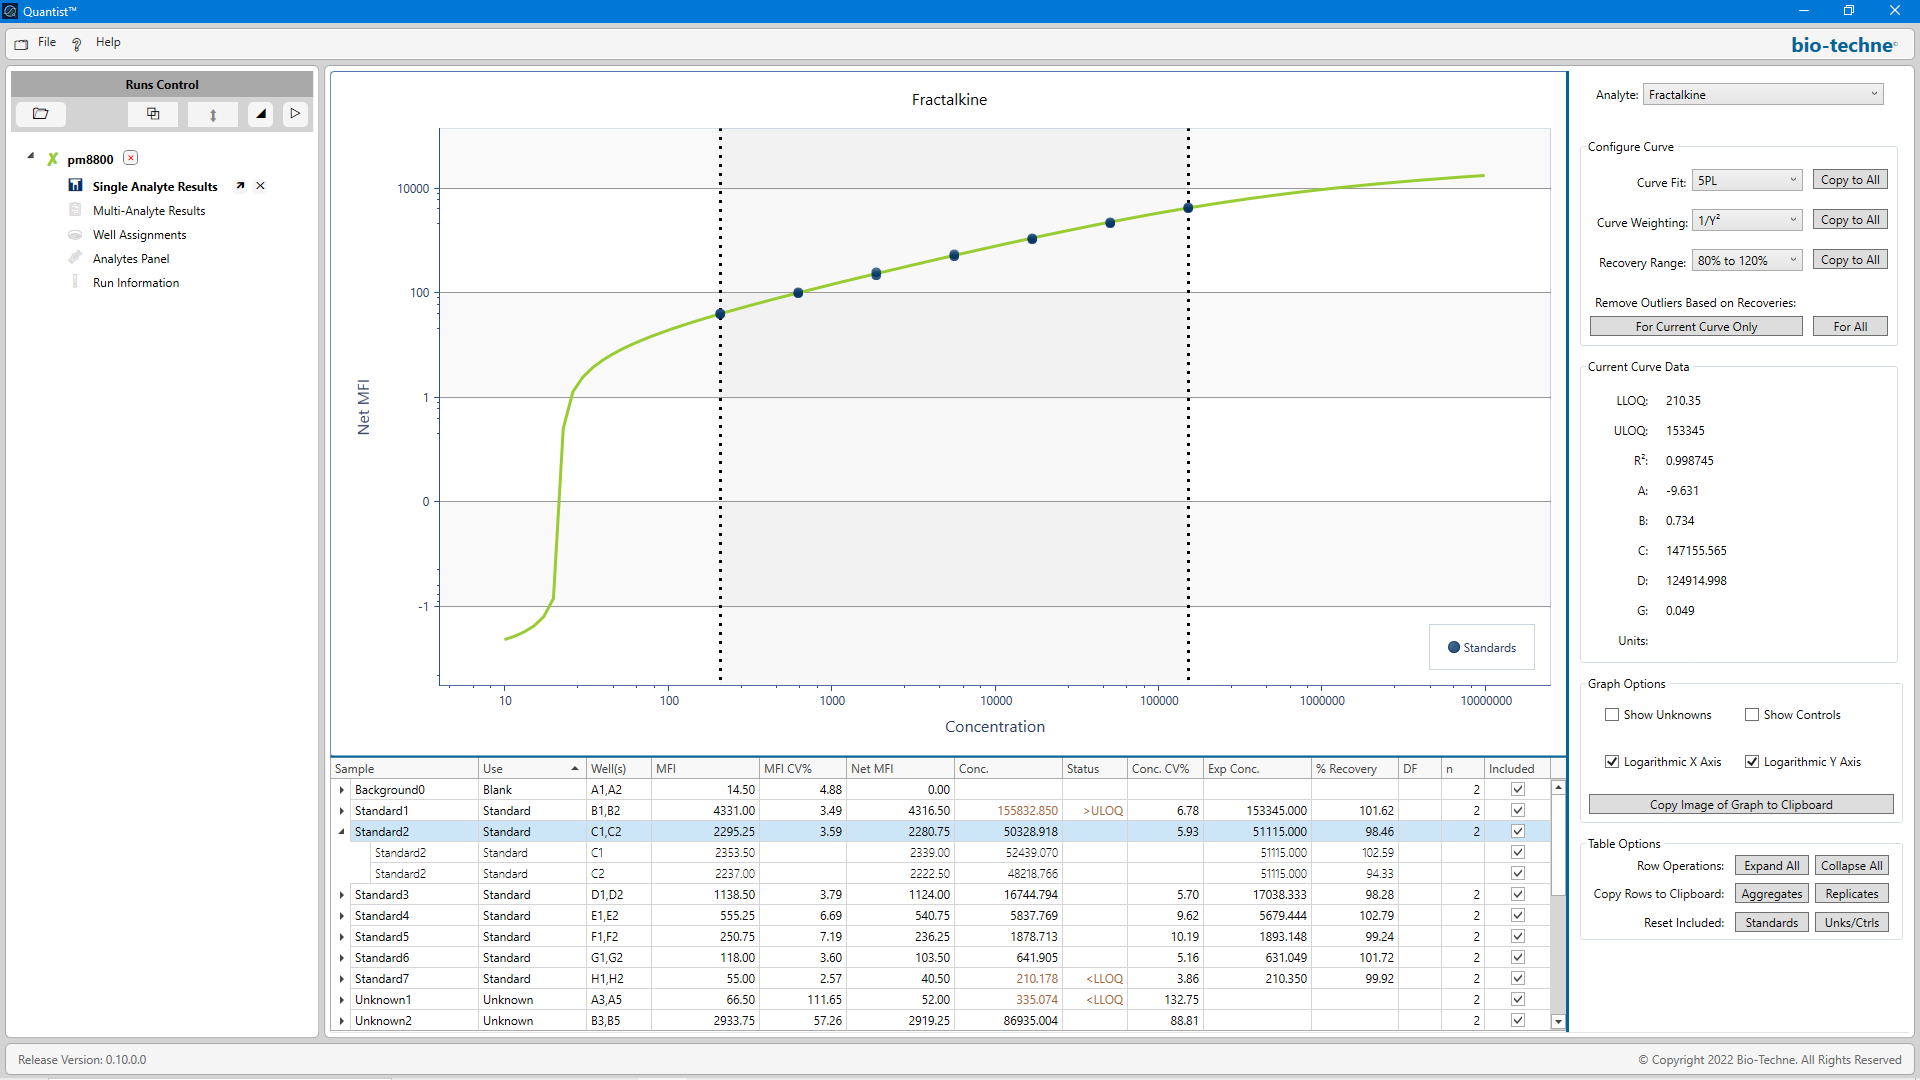 Quantist™
File Help
bio-techne®
Runs Control
pm8800
Single Analyte Results
Multi-Analyte Results
Well Assignments
Analytes Panel
Run Information
Fractalkine
Net MFI
10000
100
1
0
-1
10 100 1000 10000 100000 1000000 10000000
Concentration
Standards
Sample Use Well(s) MFI MFI CV% Net MFI Conc. Status Conc. CV% Exp Conc. % Recovery DF n Included
Background0 Blank A1,A2 14.50 4.88 0.00 2
Standard1 Standard B1,B2 4331.00 3.49 4316.50 155832.850 >ULOQ 6.78 153345.000 101.62 2
Standard2 Standard C1,C2 2295.25 3.59 2280.75 50328.918 5.93 51115.000 98.46 2
Standard2 Standard C1 2353.50 2339.00 52439.070 51115.000 102.59
Standard2 Standard C2 2237.00 2222.50 48218.766 51115.000 94.33
Standard3 Standard D1,D2 1138.50 3.79 1124.00 16744.794 5.70 17038.333 98.28 2
Standard4 Standard E1,E2 555.25 6.69 540.75 5837.769 9.62 5679.444 102.79 2
Standard5 Standard F1,F2 250.75 7.19 236.25 1878.713 10.19 1893.148 99.24 2
Standard6 Standard G1,G2 118.00 3.60 103.50 641.905 5.16 631.049 101.72 2
Standard7 Standard H1,H2 55.00 2.57 40.50 210.178 <LLOQ 3.86 210.350 99.92 2
Unknown1 Unknown A3,A5 66.50 111.65 52.00 335.074 <LLOQ 132.75 2
Unknown2 Unknown B3,B5 2933.75 57.26 2919.25 86935.004 88.81 2
Analyte: Fractalkine
Configure Curve
Curve Fit: 5PL Copy to All
Curve Weighting: 1/Y² Copy to All
Recovery Range: 80% to 120% Copy to All
Remove Outliers Based on Recoveries:
For Current Curve Only For All
Current Curve Data
LLOQ: 210.35
ULOQ: 153345
R²: 0.998745
A: -9.631
B: 0.734
C: 147155.565
D: 124914.998
G: 0.049
Units:
Graph Options
Show Unknowns Show Controls
Logarithmic X Axis Logarithmic Y Axis
Copy Image of Graph to Clipboard
Table Options
Row Operations: Expand All Collapse All
Copy Rows to Clipboard: Aggregates Replicates
Reset Included: Standards Unks/Ctrls
Release Version: 0.10.0.0
© Copyright 2022 Bio-Techne. All Rights Reserved